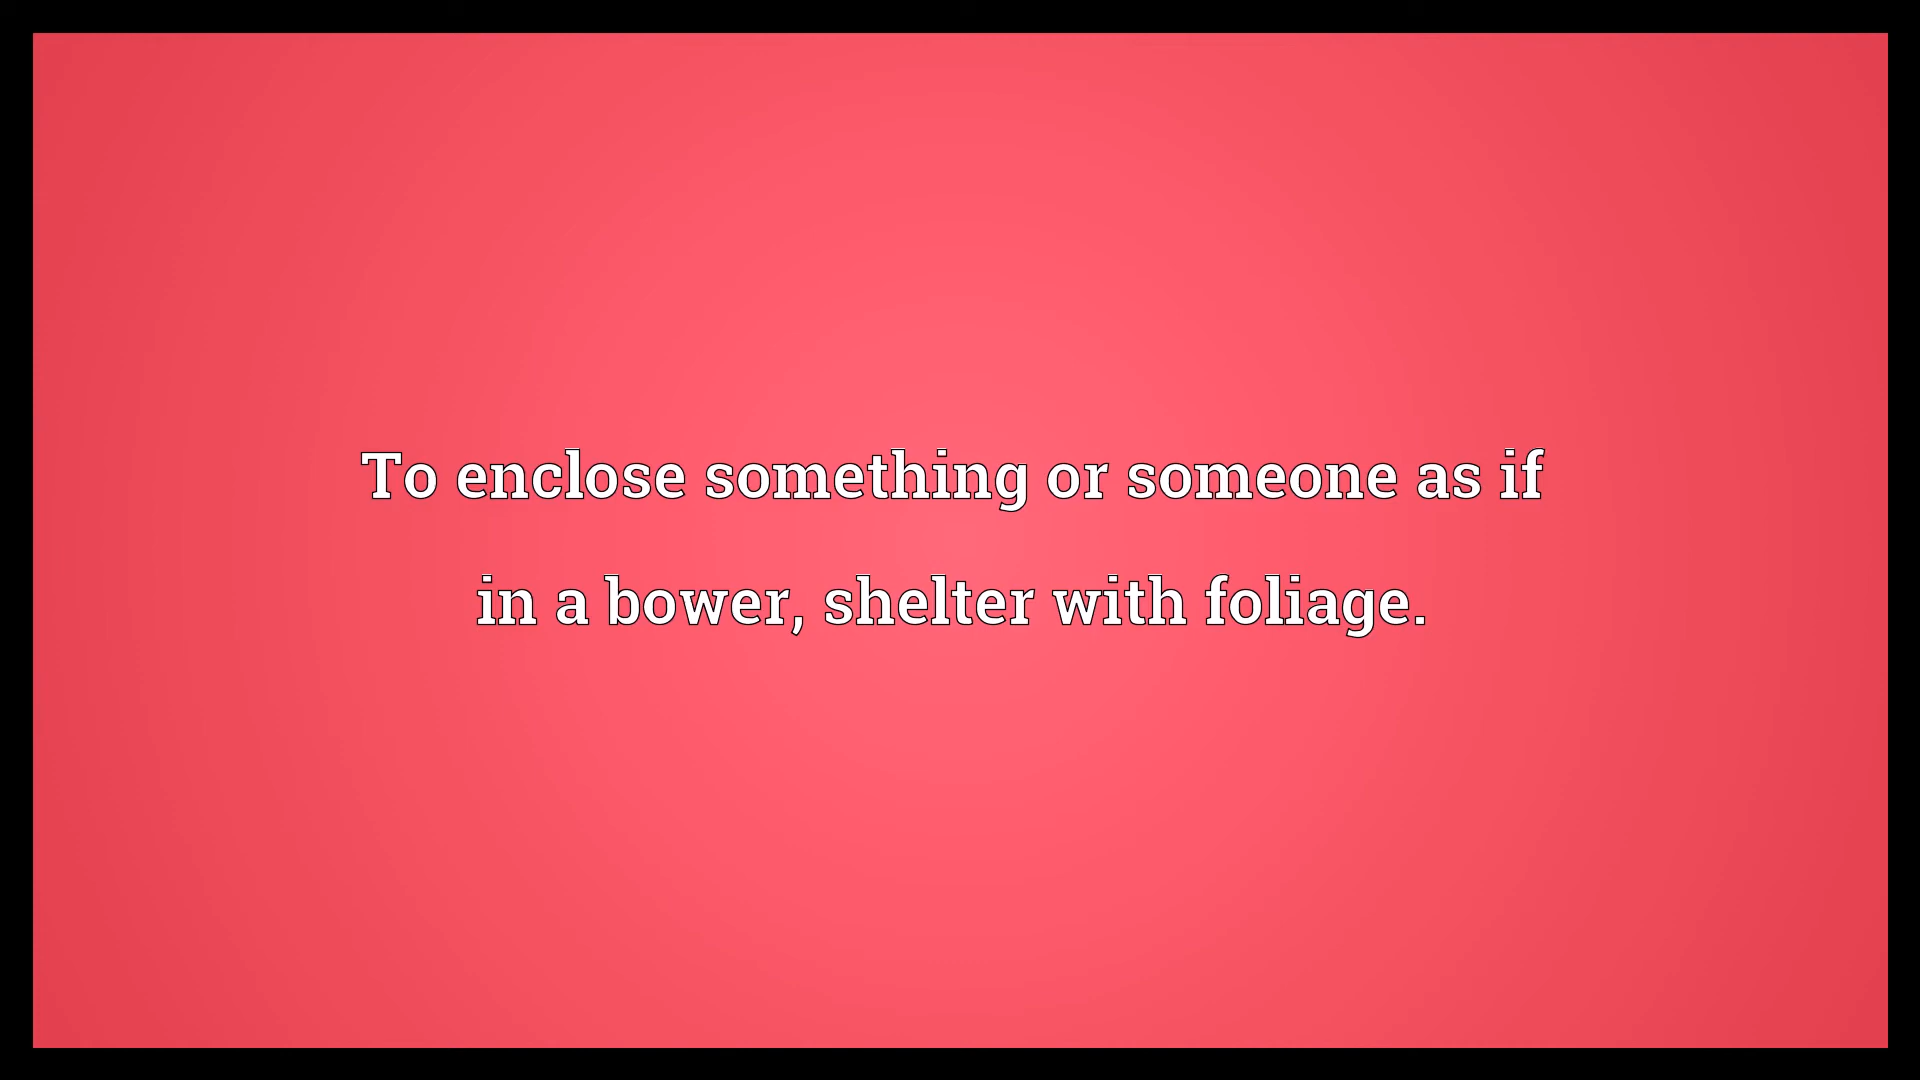 To enclose something or someone as if
in a bower, shelter with foliage.